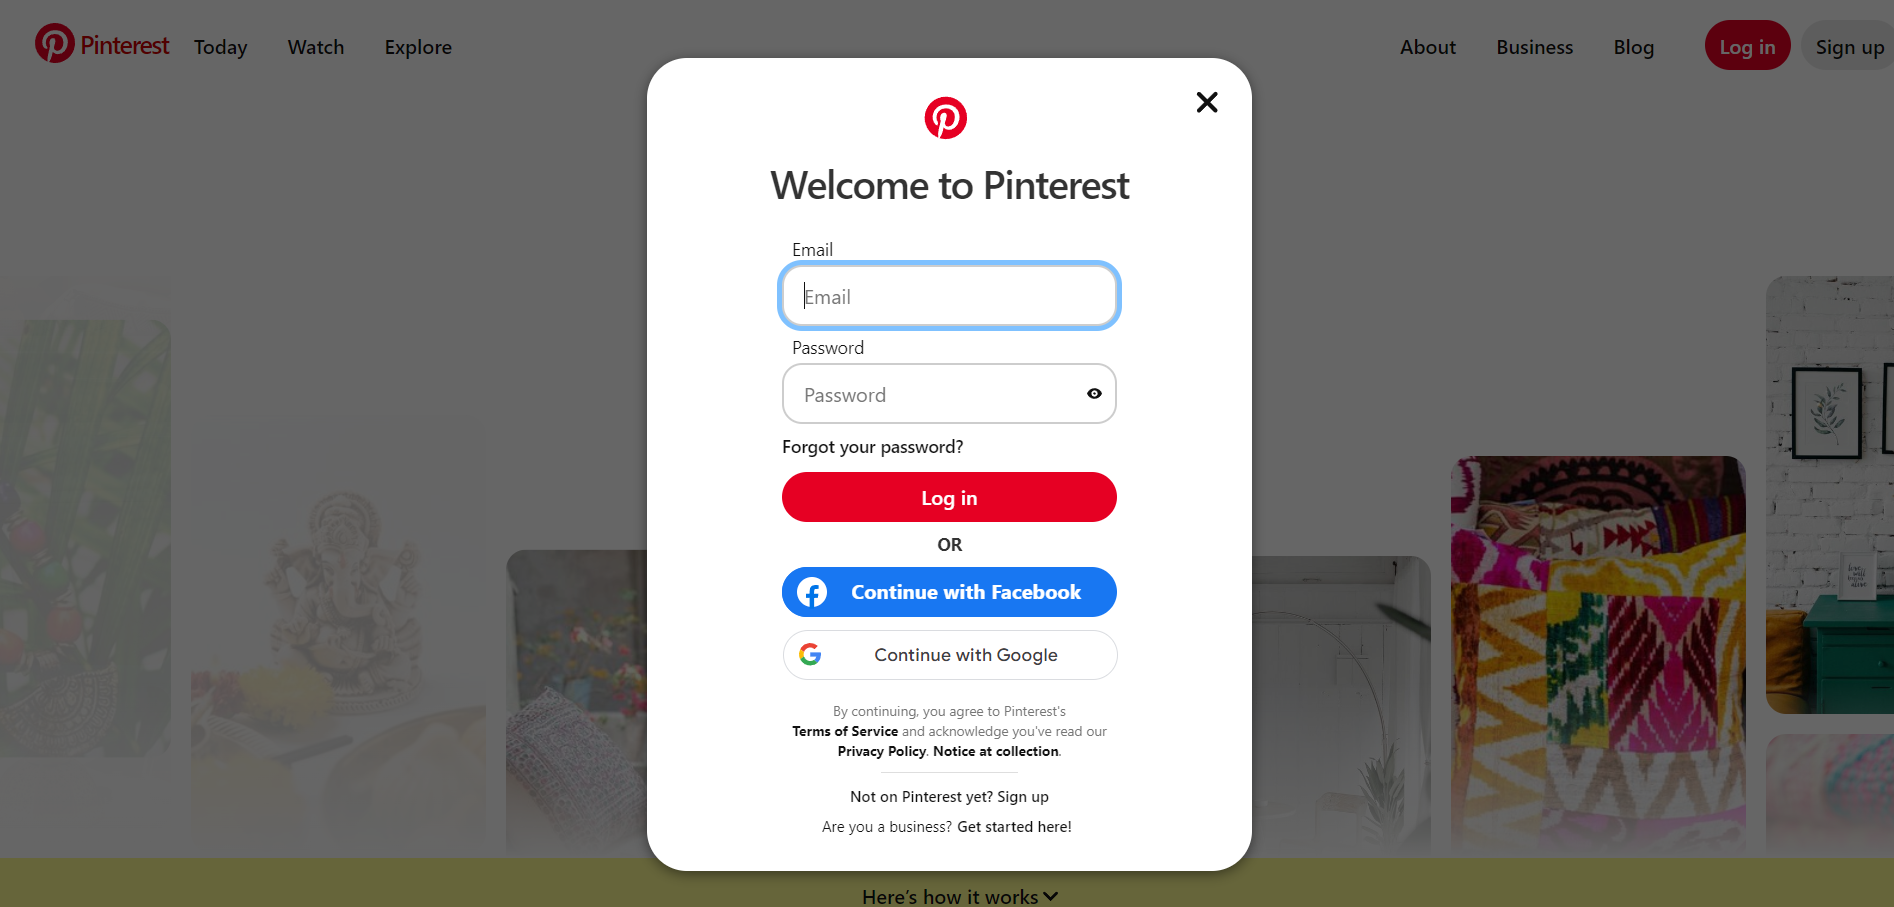 Pinterest Today Watch Explore About Business Blog Log in Sign up
Welcome to Pinterest
Email
Email
Password
Password
Forgot your password?
Log in
OR
Continue with Facebook
Continue with Google
By continuing, you agree to Pinterest's
Terms of Service and acknowledge you've read our
Privacy Policy. Notice at collection.
Not on Pinterest yet? Sign up
Are you a business? Get started here!
Here's how it works